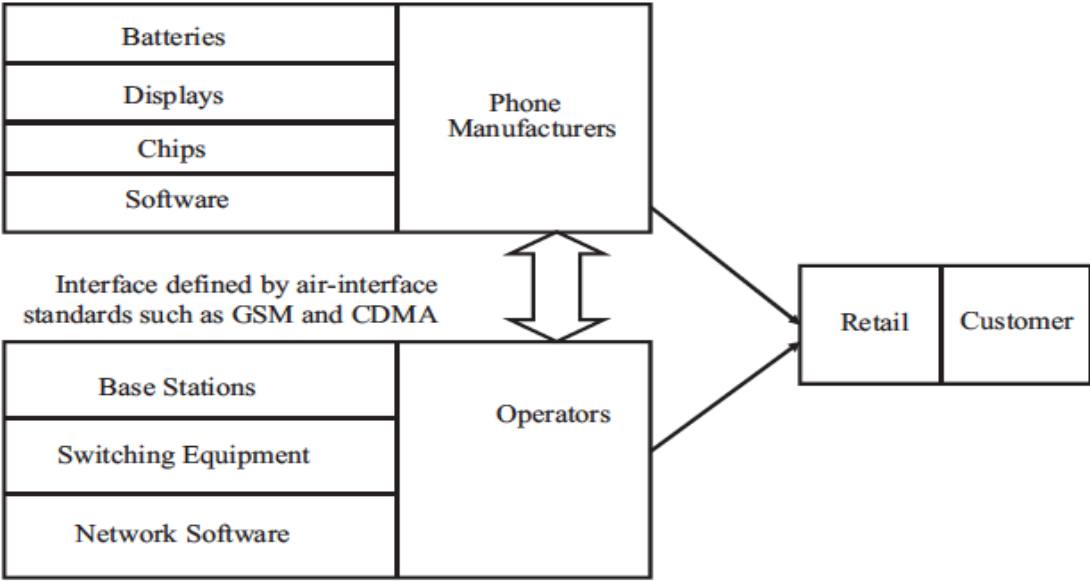 Batteries
Displays
Chips
Software
Phone
Manufacturers
Interface defined by air-interface
standards such as GSM and CDMA
Base Stations
Switching Equipment
Network Software
Operators
Retail
Customer